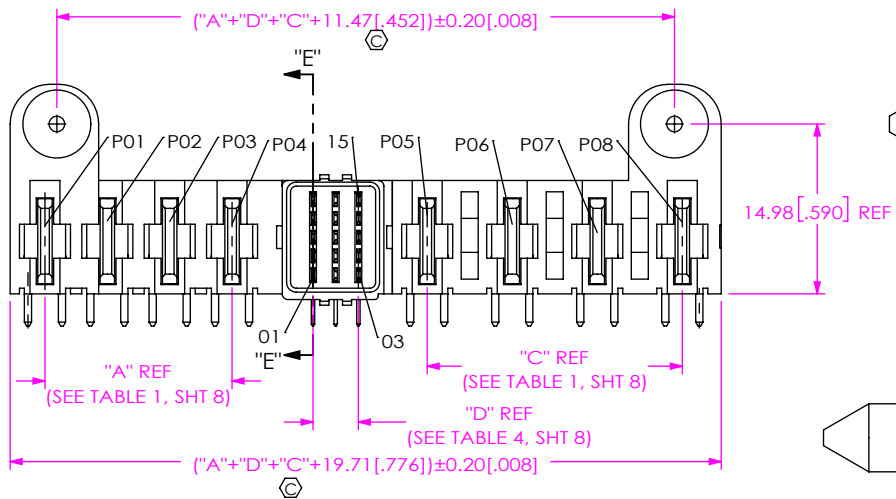 ("A"+"D"+"C"+11.47[.452])±0.20[.008]
C
"E"
P01
P02
P03
P04
15
P05
P06
P07
P08
14.98[.590] REF
01
03
"E"
"A" REF
(SEE TABLE 1, SHT 8)
"C" REF
(SEE TABLE 1, SHT 8)
"D" REF
(SEE TABLE 4, SHT 8)
("A"+"D"+"C"+19.71[.776])±0.20[.008]
C